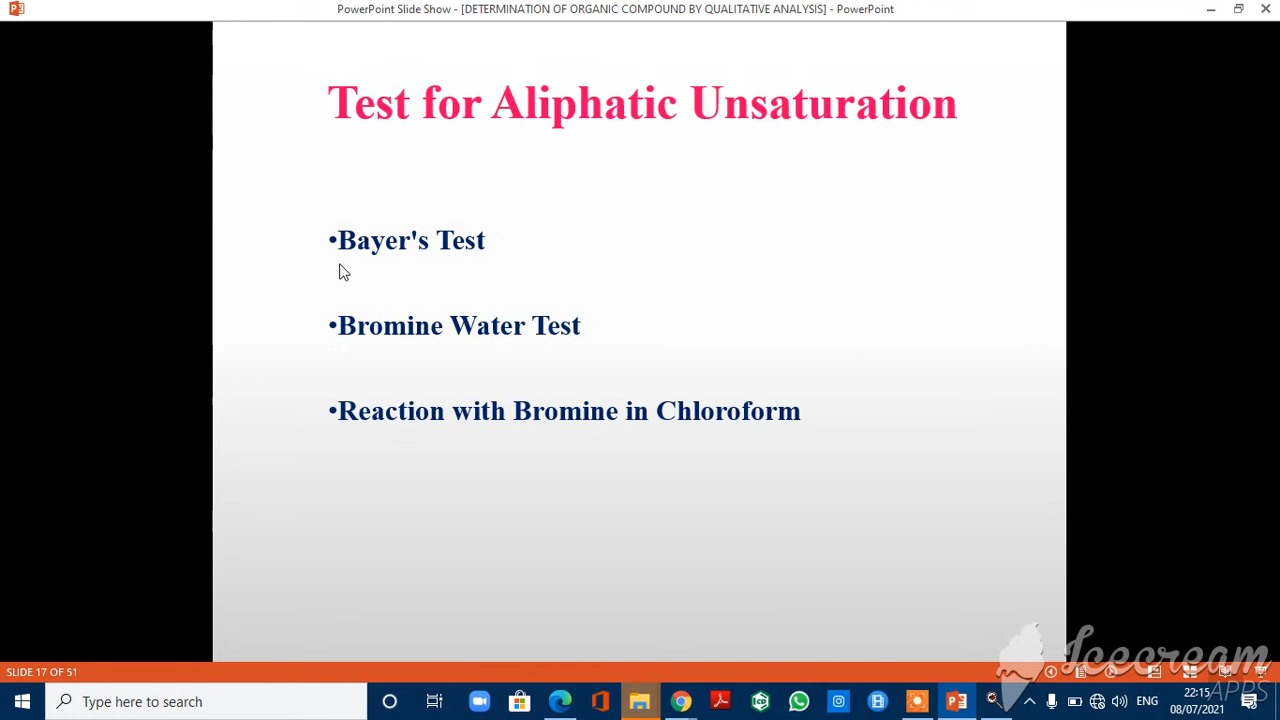 PowerPoint Slide Show - [DETERMINATION OF ORGANIC COMPOUND BY QUALITATIVE ANALYSIS] - PowerPoint
Test for Aliphatic Unsaturation
•Bayer's Test
•Bromine Water Test
•Reaction with Bromine in Chloroform
SLIDE 17 OF 51
Icecream
APPS
Type here to search
ENG
22:15
08/07/2021